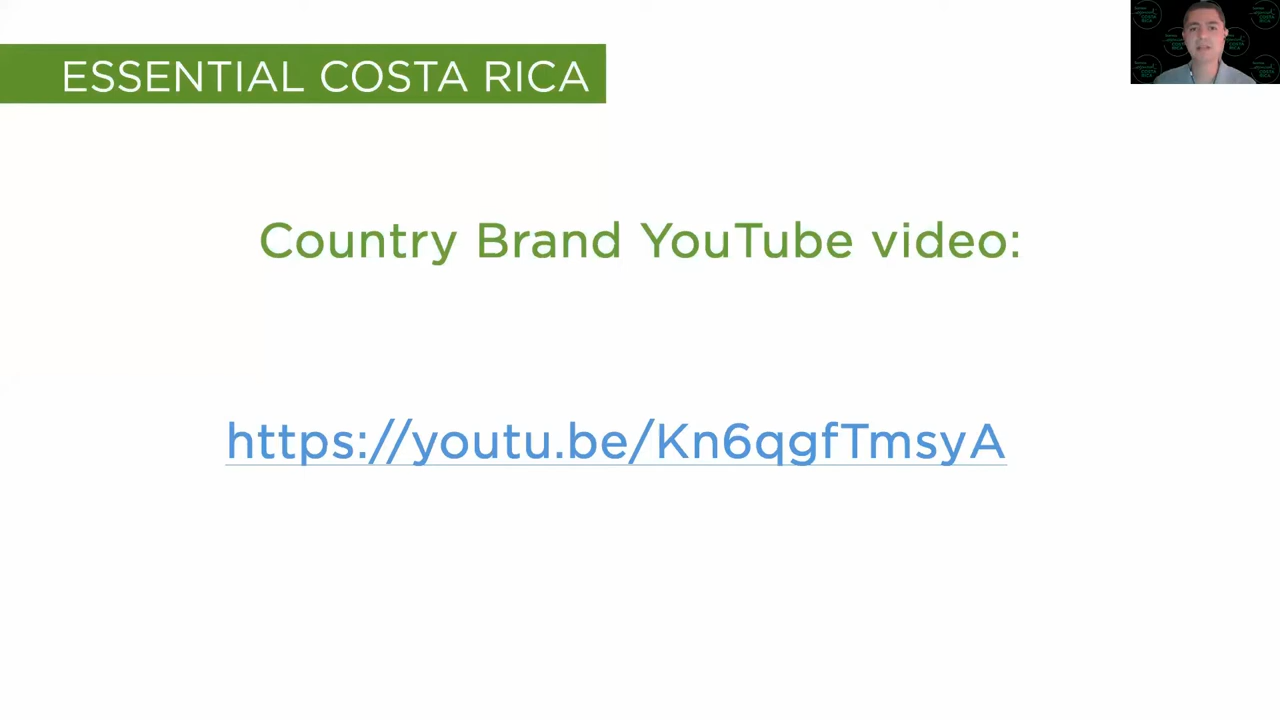 ESSENTIAL COSTA RICA
Country Brand YouTube video:
https://youtu.be/Kn6qgfTmsyA